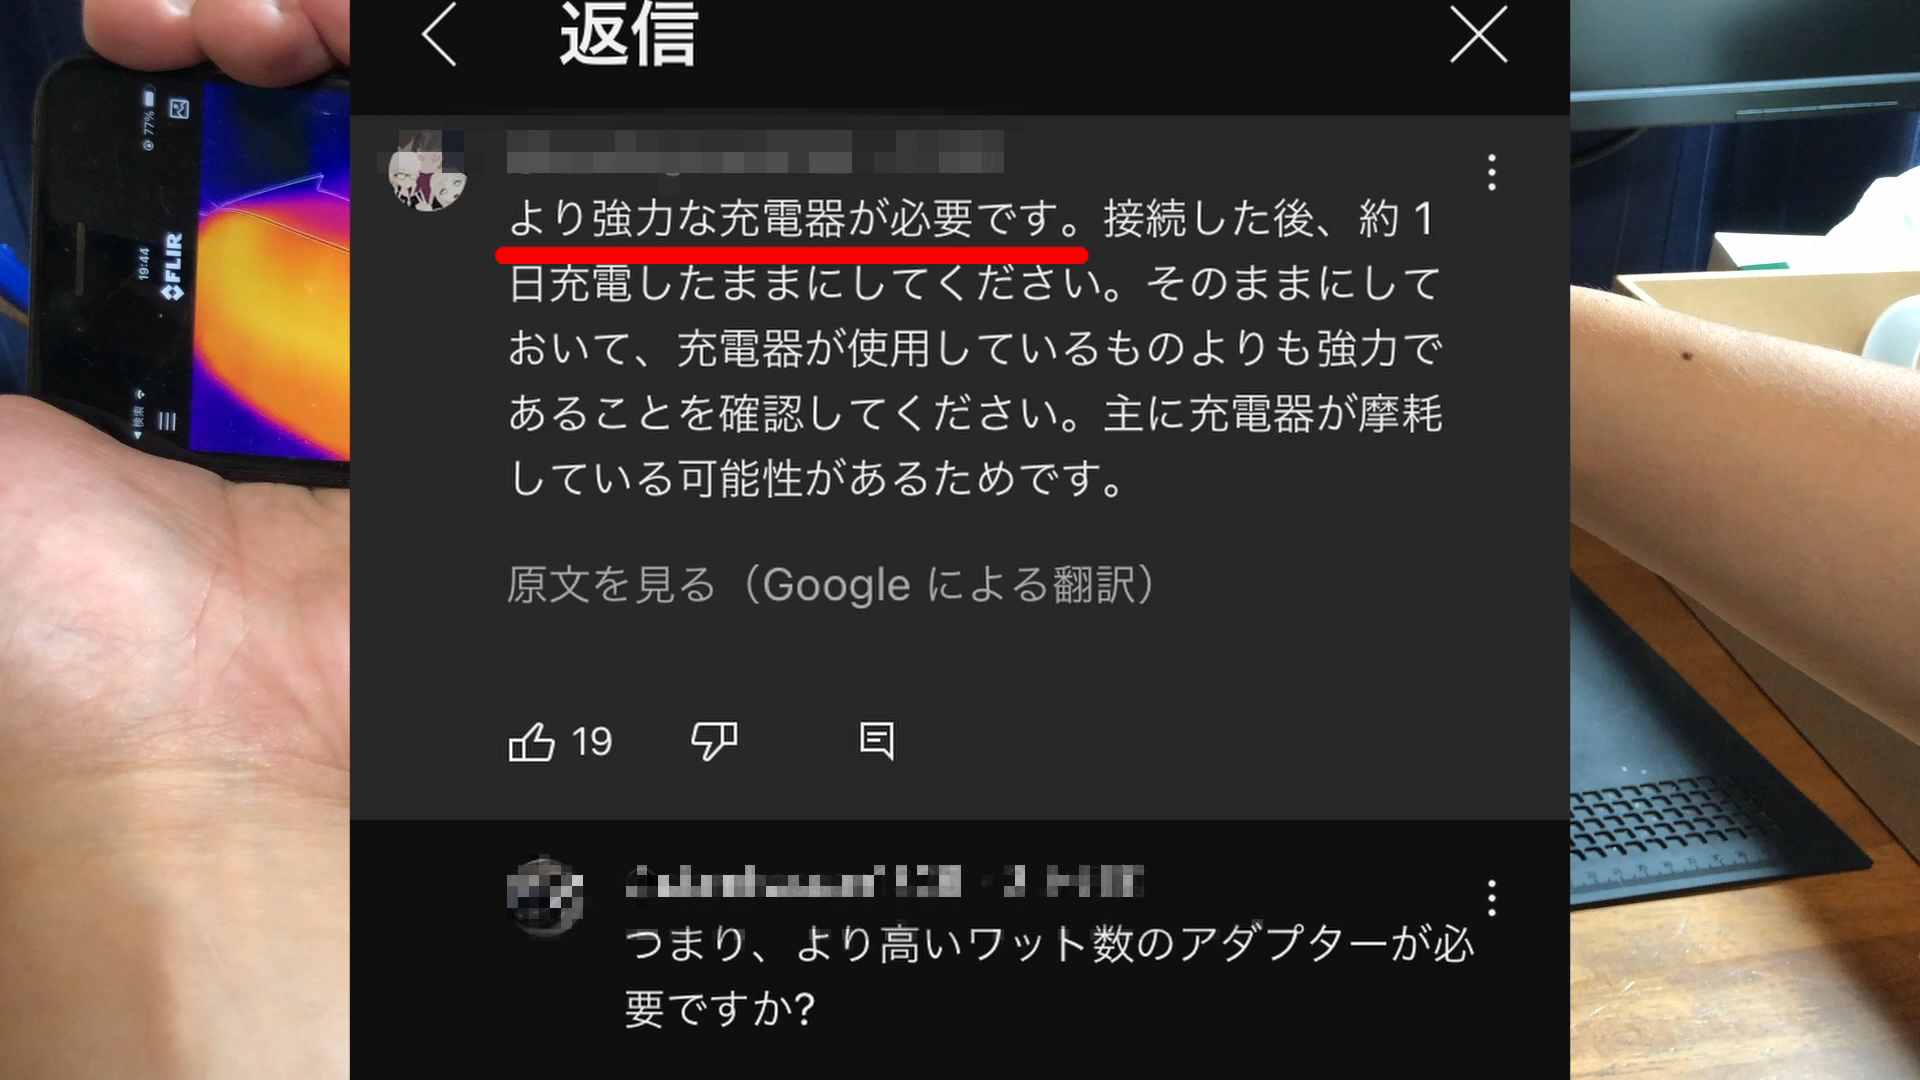 返信
より強力な充電器が必要です。接続した後、約 1
日充電したままにしてください。そのままにして
おいて、充電器が使用しているものよりも強力で
あることを確認してください。主に充電器が摩耗
している可能性があるためです。
原文を見る（Google による翻訳）
19
つまり、より高いワット数のアダプターが必
要ですか?
77%
19:44
FLIR
検索